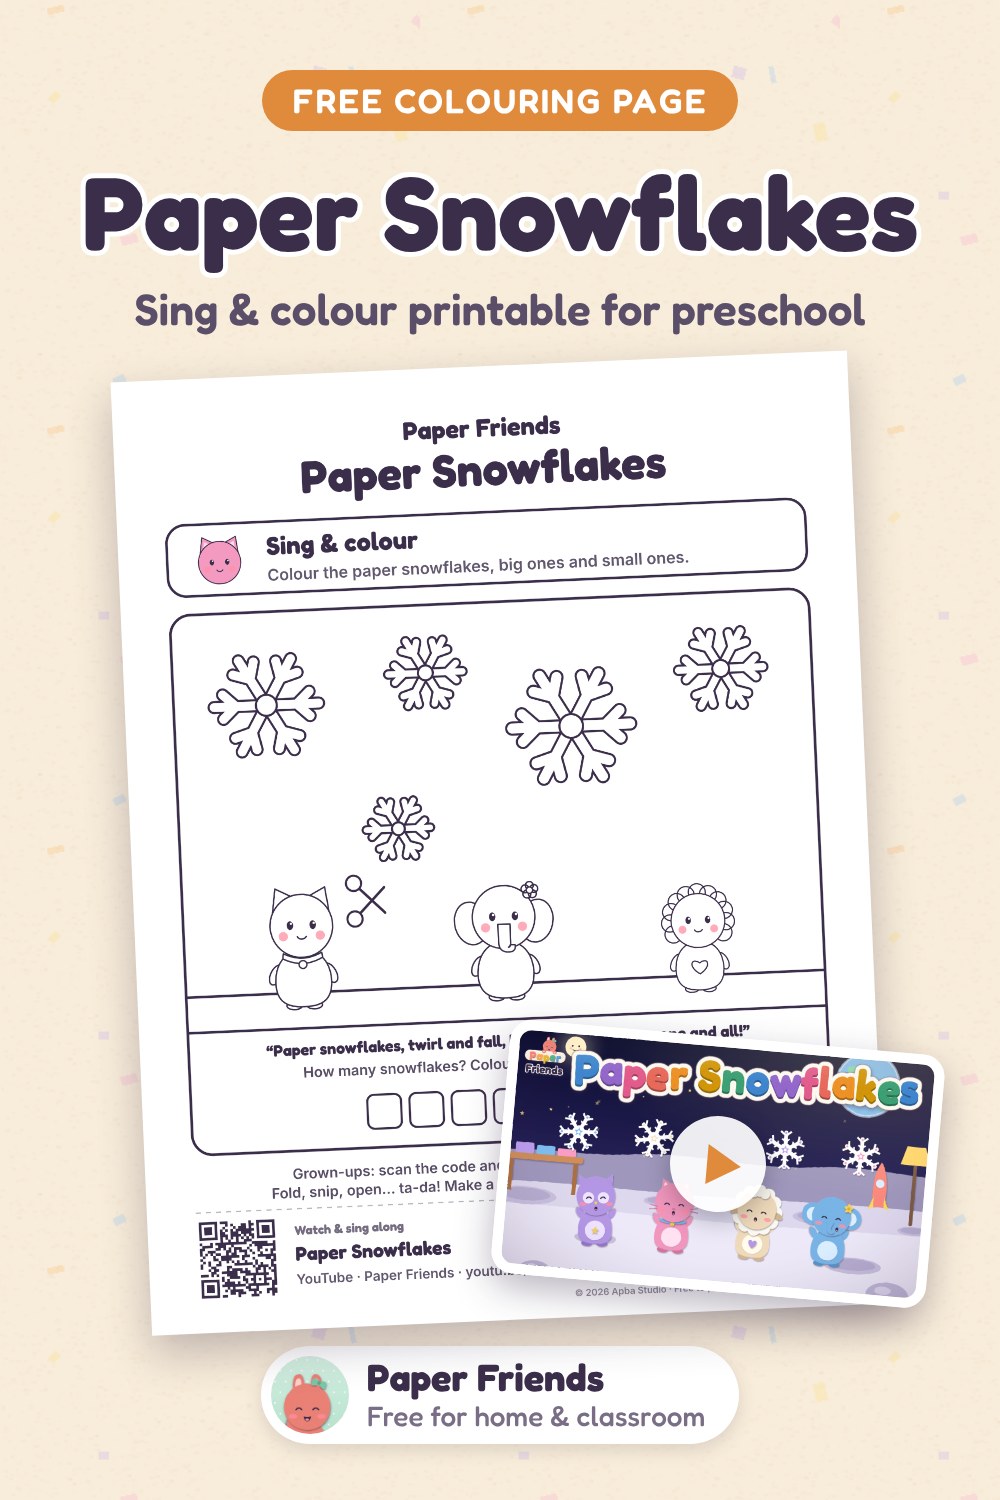 FREE COLOURING PAGE
Paper Snowflakes
Sing & colour printable for preschool
Paper Friends
Paper Snowflakes
Sing & colour
Colour the paper snowflakes, big ones and small ones.
“Paper snowflakes, twirl and fall, and all!”
How many snowflakes?
Grown-ups: scan the code and
Fold, snip, open... ta-da! Make a
Watch & sing along
Paper Snowflakes
YouTube · Paper Friends
© 2026 Apba Studio
Paper Friends
Paper Snowflakes
Paper Friends
Free for home & classroom